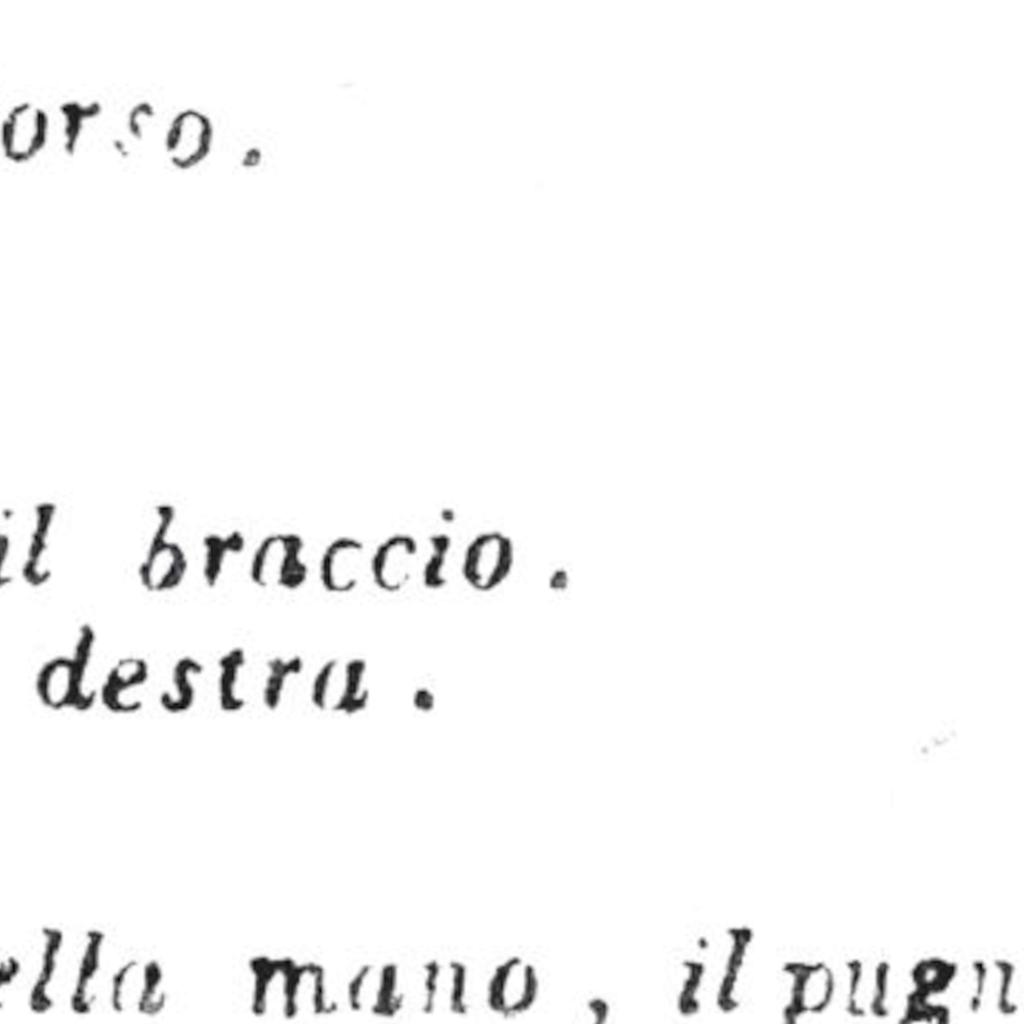 orso.
il braccio.
destra.
ella mano, il pugn